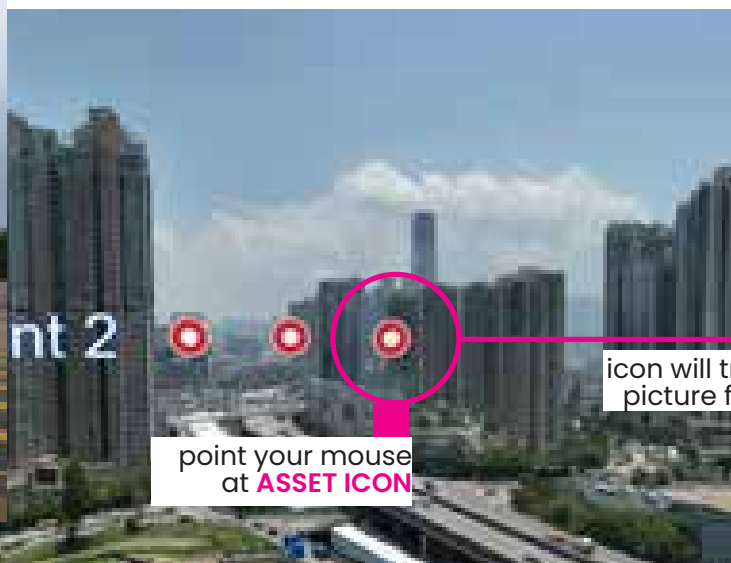 nt 2
icon will tr
picture f
point your mouse
at ASSET ICON